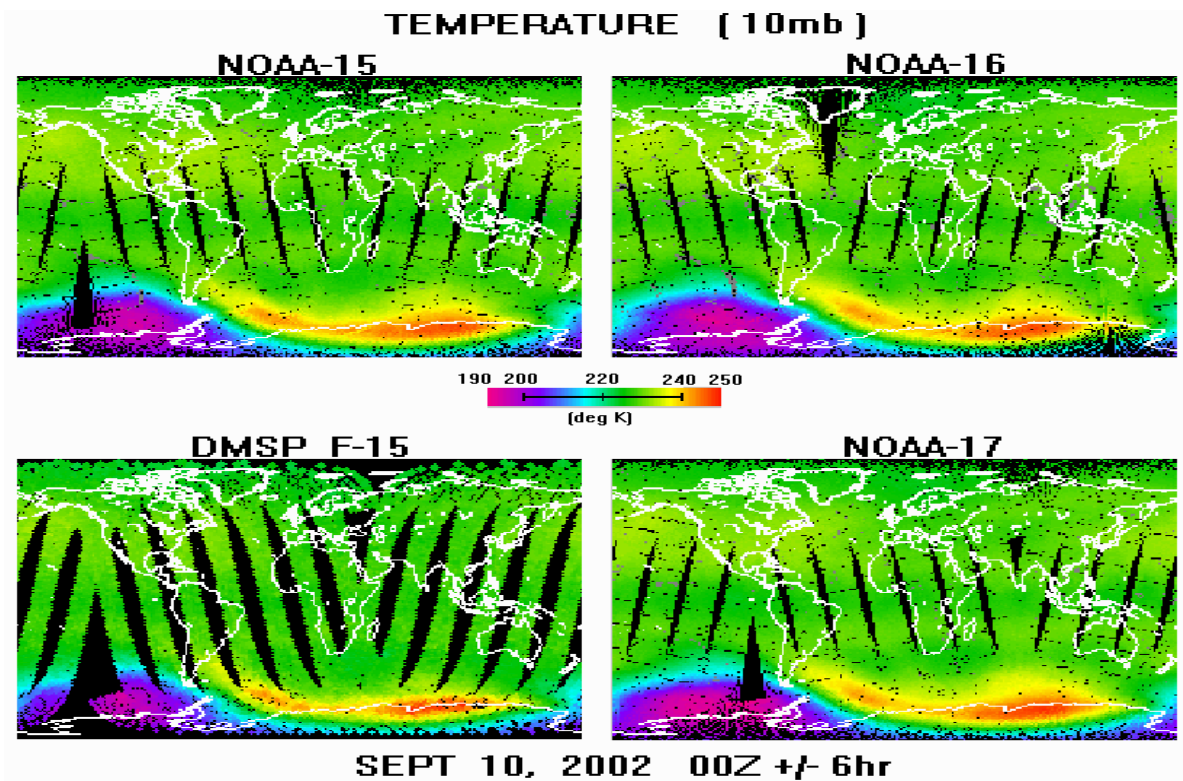 TEMPERATURE [ 10mb ]
NOAA-15
NOAA-16
190 200 220 240 250
(deg K)
DMSP F-15
NOAA-17
SEPT 10, 2002 00Z +/- 6hr